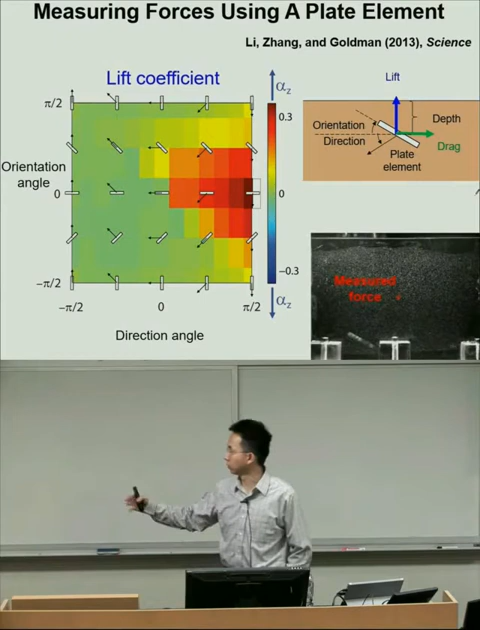 Measuring Forces Using A Plate Element
Li, Zhang, and Goldman (2013), Science
Lift coefficient
αz
π/2
0.3
Orientation
angle
0
0
−π/2
−0.3
αz
−π/2
0
π/2
Direction angle
Lift
Depth
Orientation
Direction
Drag
Plate
element
Measured
force